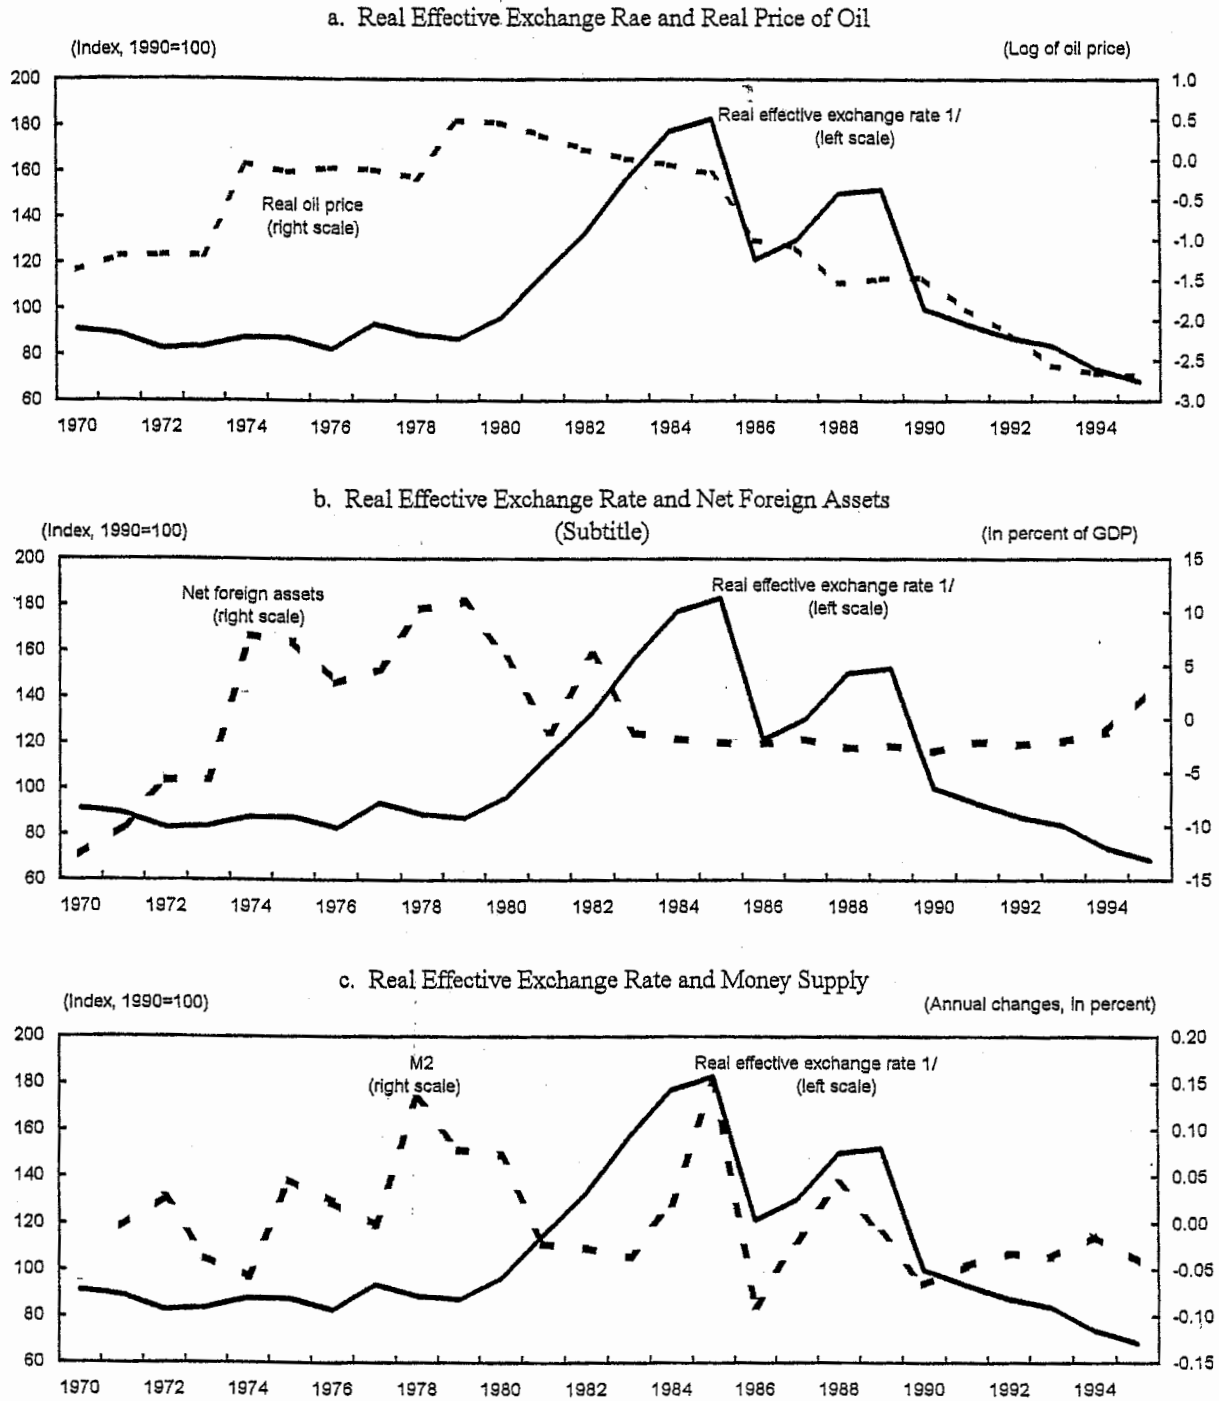 a. Real Effective Exchange Rae and Real Price of Oil
(Index, 1990=100) (Log of oil price)
200 1.0
180 Real effective exchange rate 1/ 0.5
(left scale)
160 0.0
Real oil price
(right scale)
140 -0.5
120 -1.0
-1.5
100
-2.0
80
-2.5
60 -3.0
1970 1972 1974 1976 1978 1980 1982 1984 1986 1988 1990 1992 1994
b. Real Effective Exchange Rate and Net Foreign Assets
(Index, 1990=100) (Subtitle) (In percent of GDP)
200 15
Net foreign assets Real effective exchange rate 1/
180 (right scale) (left scale) 10
160 5
140 0
120
100 -5
80 -10
60 -15
1970 1972 1974 1976 1978 1980 1982 1984 1986 1988 1990 1992 1994
c. Real Effective Exchange Rate and Money Supply
(Index, 1990=100) (Annual changes, in percent)
200 0.20
M2 Real effective exchange rate 1/
180 (right scale) (left scale) 0.15
160 0.10
140 0.05
120 0.00
100 -0.05
80 -0.10
60 -0.15
1970 1972 1974 1976 1978 1980 1982 1984 1986 1988 1990 1992 1994